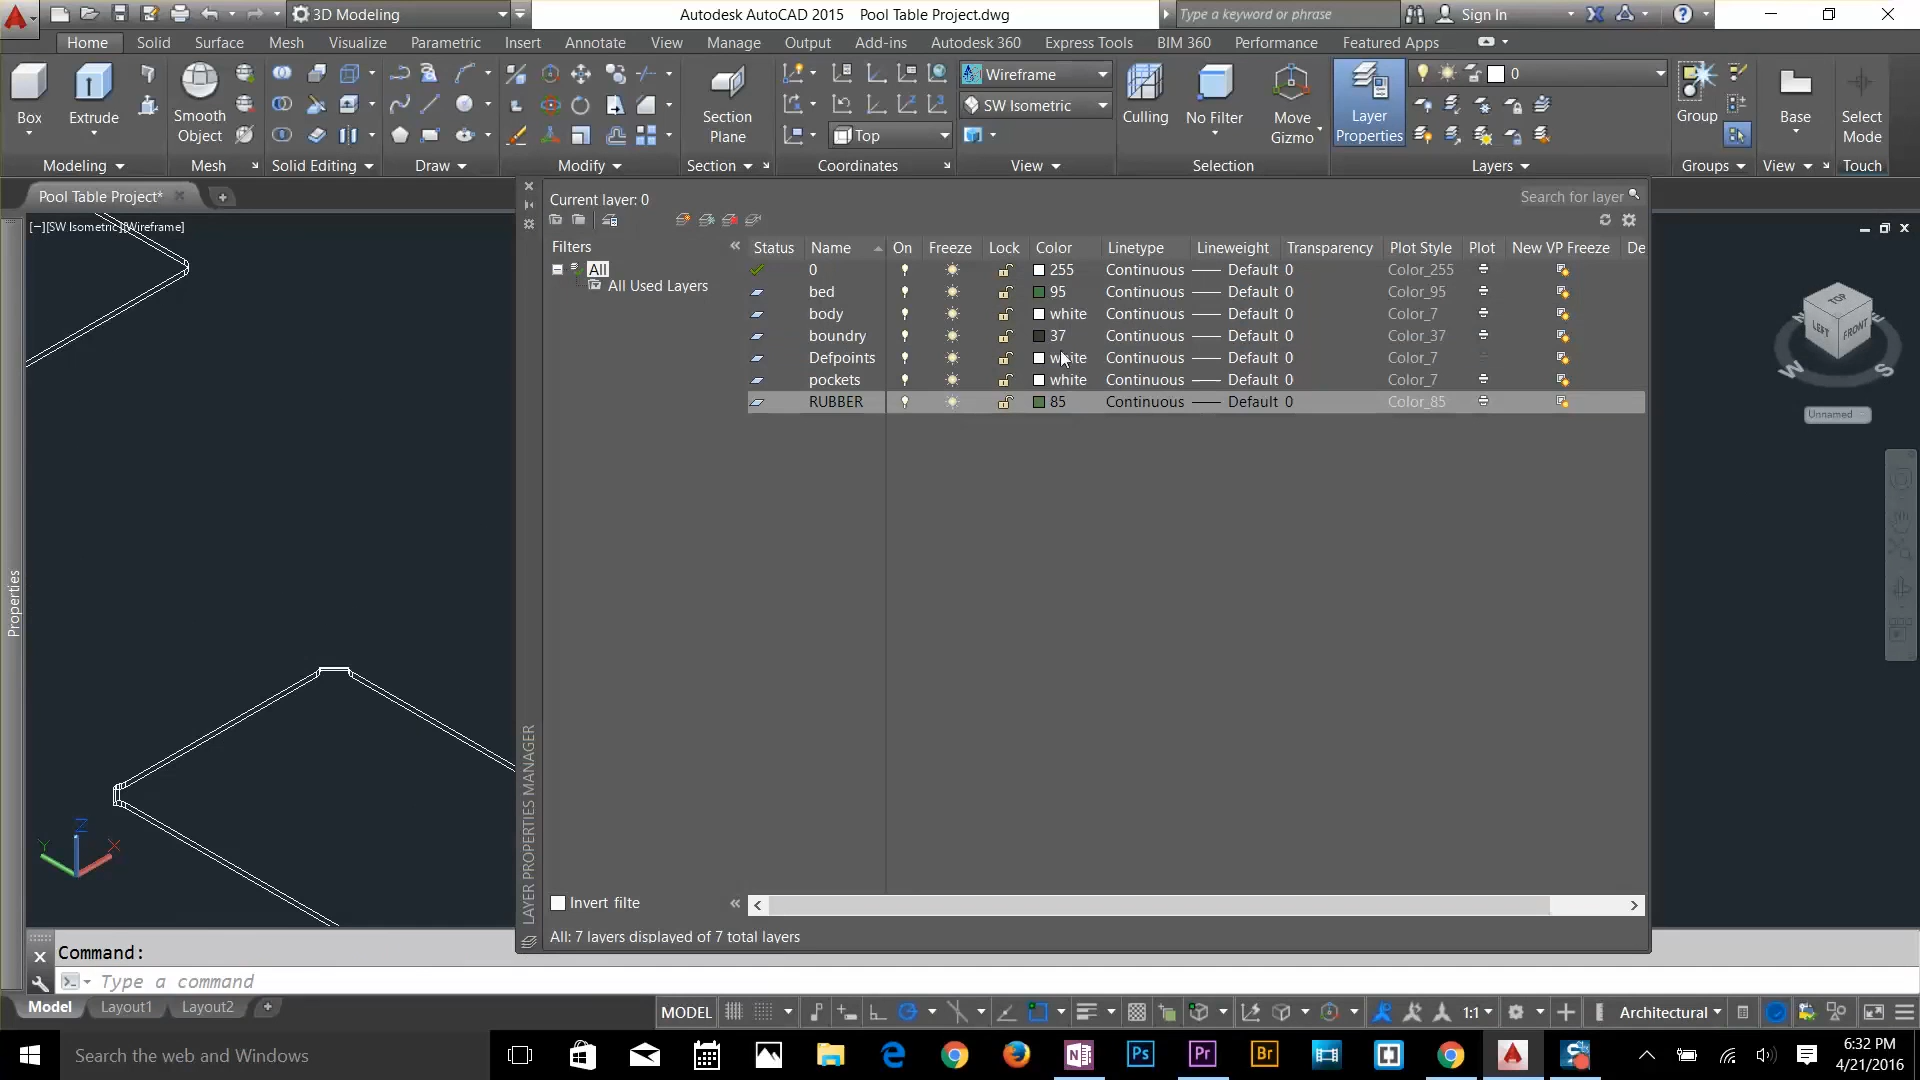 3D Modeling
Autodesk AutoCAD 2015 Pool Table Project.dwg
Type a keyword or phrase
Sign In
Home Solid Surface Mesh Visualize Parametric Insert Annotate View Manage Output Add-ins Autodesk 360 Express Tools BIM 360 Performance Featured Apps
Box
Extrude
Smooth
Object
Section
Plane
Top
Wireframe
SW Isometric
Culling
No Filter
Move
Gizmo
Layer
Properties
0
Group
Base
Select
Mode
Modeling Mesh Solid Editing Draw Modify Section Coordinates View Selection Layers Groups View Touch
Pool Table Project*
[−][SW Isometric][Wireframe]
Current layer: 0
Search for layer
Filters
All
All Used Layers
Status Name On Freeze Lock Color Linetype Lineweight Transparency Plot Style Plot New VP Freeze De
0 255 Continuous Default 0 Color_255
bed 95 Continuous Default 0 Color_95
body white Continuous Default 0 Color_7
boundry 37 Continuous Default 0 Color_37
Defpoints white Continuous Default 0 Color_7
pockets white Continuous Default 0 Color_7
RUBBER 85 Continuous Default 0 Color_85
TOP
LEFT
FRONT
W
S
Unnamed
Properties
LAYER PROPERTIES MANAGER
Z
Y
X
Invert filte
All: 7 layers displayed of 7 total layers
Command:
Type a command
Model Layout1 Layout2
MODEL
1:1
Architectural
Search the web and Windows
Ps
Pr
Br
6:32 PM
4/21/2016